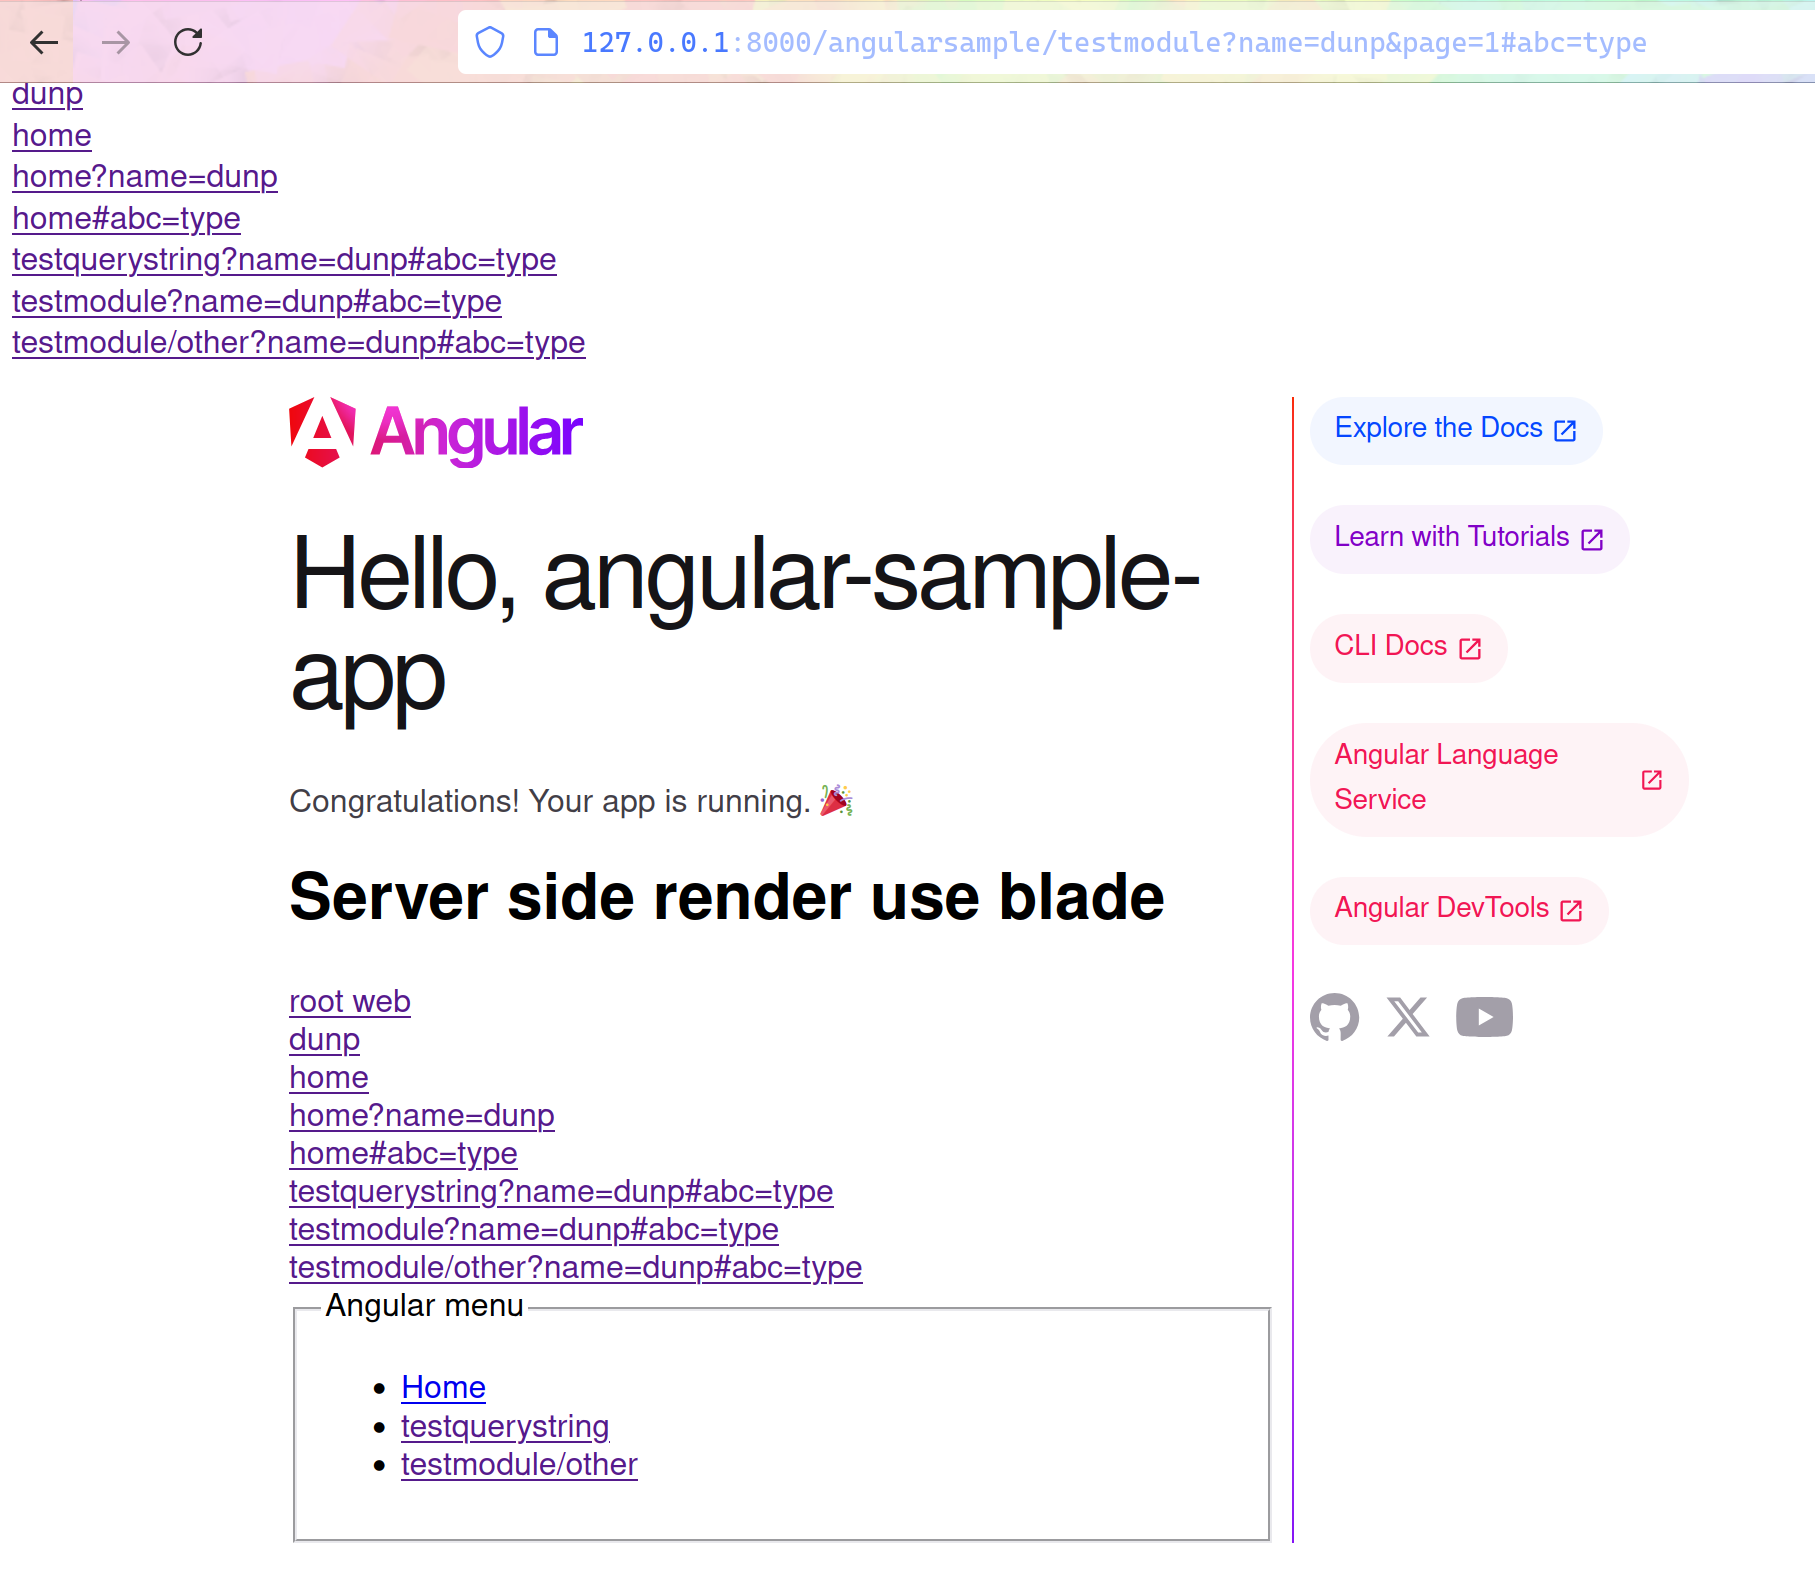 127.0.0.1:8000/angularsample/testmodule?name=dunp&page=1#abc=type
dunp
home
home?name=dunp
home#abc=type
testquerystring?name=dunp#abc=type
testmodule?name=dunp#abc=type
testmodule/other?name=dunp#abc=type
Angular
Hello, angular-sample-
app
Congratulations! Your app is running. 🎉
Server side render use blade
root web
dunp
home
home?name=dunp
home#abc=type
testquerystring?name=dunp#abc=type
testmodule?name=dunp#abc=type
testmodule/other?name=dunp#abc=type
Angular menu
Home
testquerystring
testmodule/other
Explore the Docs
Learn with Tutorials
CLI Docs
Angular Language
Service
Angular DevTools